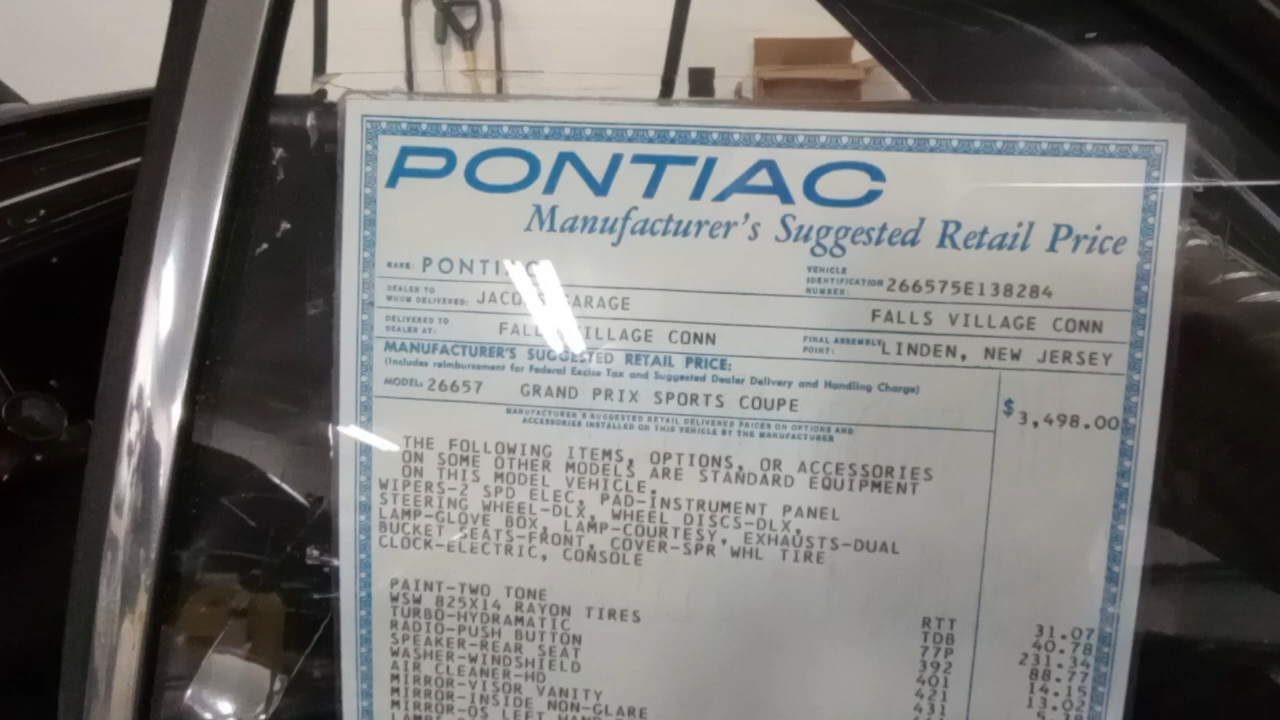 PONTIAC
Manufacturer's Suggested Retail Price
MAKE: PONTIAC
VEHICLE IDENTIFICATION NUMBER: 266575E138284
DEALER TO WHOM DELIVERED: GARAGE
FALLS VILLAGE CONN
DELIVERED TO DEALER AT: FALLS VILLAGE CONN
FINAL ASSEMBLY POINT: LINDEN, NEW JERSEY
MANUFACTURER'S SUGGESTED RETAIL PRICE:
(Includes reimbursement for Federal Excise Tax and Suggested Dealer Delivery and Handling Charge)
MODEL: 26657 GRAND PRIX SPORTS COUPE
$3,498.00
MANUFACTURER'S SUGGESTED RETAIL DELIVERED PRICES ON OPTIONS AND
ACCESSORIES INSTALLED ON THIS VEHICLE BY THE MANUFACTURER
THE FOLLOWING ITEMS, OPTIONS, OR ACCESSORIES
ON SOME OTHER MODELS ARE STANDARD EQUIPMENT
ON THIS MODEL VEHICLE.
WIPERS-2 SPD ELEC, PAD-INSTRUMENT PANEL
STEERING WHEEL-DLX, WHEEL DISCS-DLX,
LAMP-GLOVE BOX, LAMP-COURTESY, EXHAUSTS-DUAL
BUCKET SEATS-FRONT, COVER-SPR WHL TIRE
CLOCK-ELECTRIC, CONSOLE
PAINT-TWO TONE RTT 31.07
WSW 825X14 RAYON TIRES TDB 40.78
TURBO-HYDRAMATIC 77P 231.34
RADIO-PUSH BUTTON 392 88.77
SPEAKER-REAR SEAT 401 14.15
WASHER-WINDSHIELD 421 13.02
AIR CLEANER-HD 431
MIRROR-VISOR VANITY
MIRROR-INSIDE NON-GLARE
MIRROR-OS LEFT